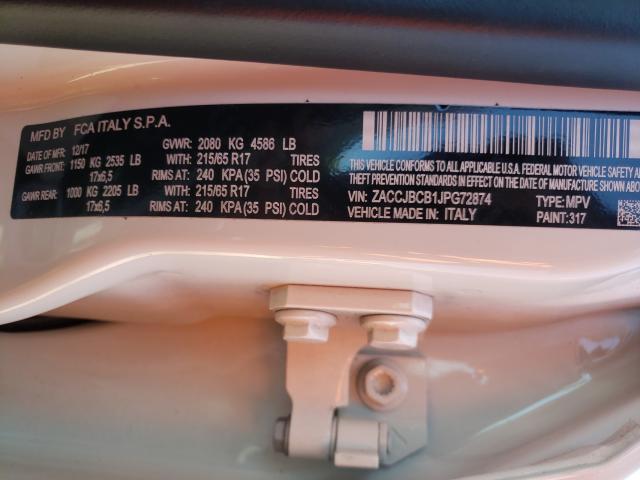 MFD BY FCA ITALY S.P.A.
DATE OF MFR: 12/17 GVWR: 2080 KG 4586 LB
GAWR FRONT: 1150 KG 2535 LB WITH: 215/65 R17 TIRES
17x6,5 RIMS AT: 240 KPA (35 PSI) COLD
GAWR REAR: 1000 KG 2205 LB WITH: 215/65 R17 TIRES
17x6,5 RIMS AT: 240 KPA (35 PSI) COLD
THIS VEHICLE CONFORMS TO ALL APPLICABLE U.S.A. FEDERAL MOTOR VEHICLE SAFETY
STANDARDS IN EFFECT ON THE DATE OF MANUFACTURE SHOWN
VIN: ZACCJBCB1JPG72874 TYPE: MPV
VEHICLE MADE IN: ITALY PAINT: 317